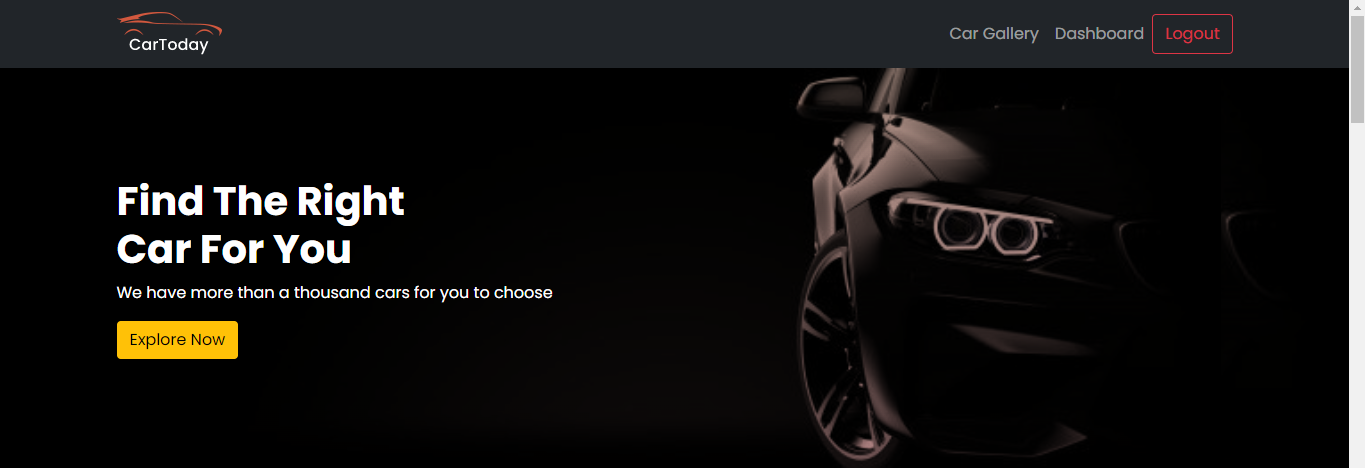 CarToday
Car Gallery Dashboard Logout
Find The Right
Car For You
We have more than a thousand cars for you to choose
Explore Now